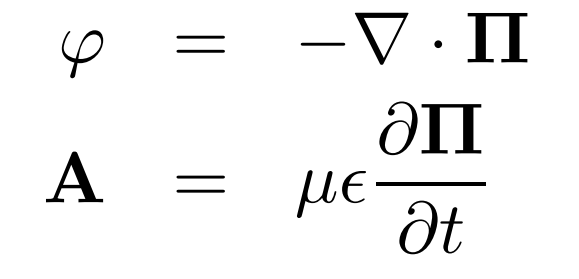 φ = −∇ · Π
A = μϵ ∂Π/∂t